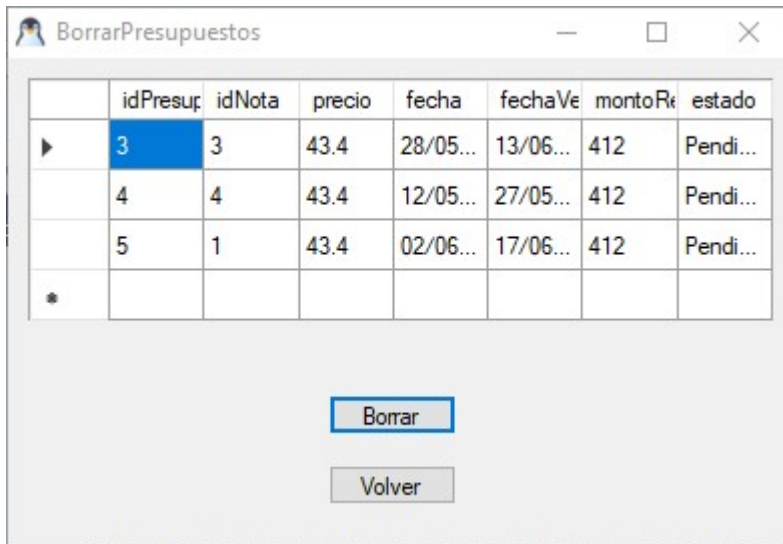 BorrarPresupuestos
idPresup idNota precio fecha fechaVe montoRe estado
3 3 43.4 28/05... 13/06... 412 Pendi...
4 4 43.4 12/05... 27/05... 412 Pendi...
5 1 43.4 02/06... 17/06... 412 Pendi...
Borrar
Volver